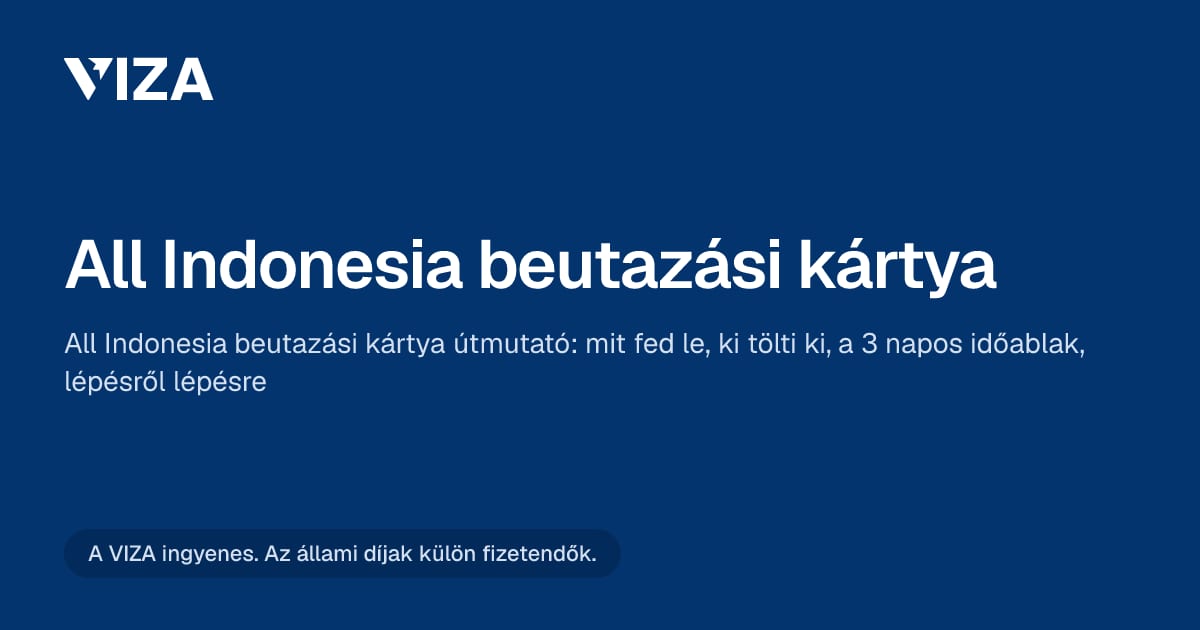 VIZA
All Indonesia beutazási kártya
All Indonesia beutazási kártya útmutató: mit fed le, ki tölti ki, a 3 napos időablak,
lépésről lépésre
A VIZA ingyenes. Az állami díjak külön fizetendők.